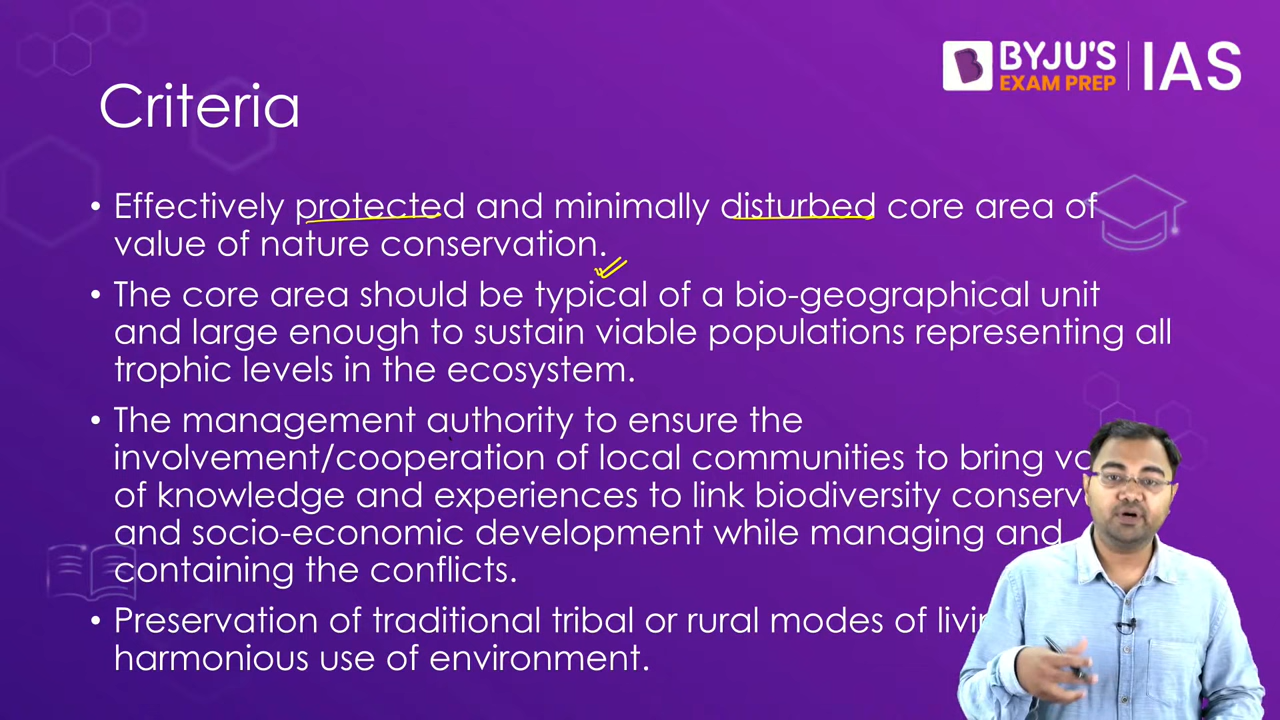 BYJU'S
EXAM PREP
IAS
Criteria
• Effectively protected and minimally disturbed core area of
value of nature conservation.
• The core area should be typical of a bio-geographical unit
and large enough to sustain viable populations representing all
trophic levels in the ecosystem.
• The management authority to ensure the
involvement/cooperation of local communities to bring
of knowledge and experiences to link biodiversity
and socio-economic development while managing and
containing the conflicts.
• Preservation of traditional tribal or rural modes of
harmonious use of environment.